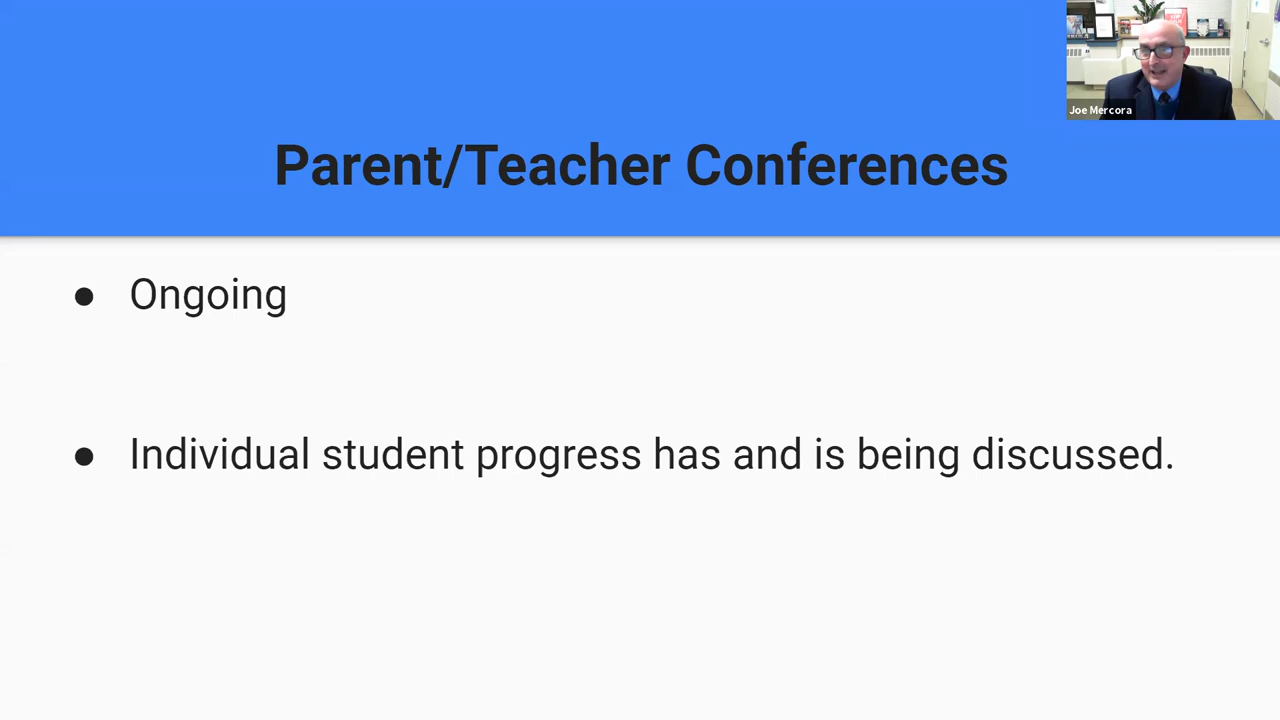 Joe Mercora
Parent/Teacher Conferences
● Ongoing
● Individual student progress has and is being discussed.